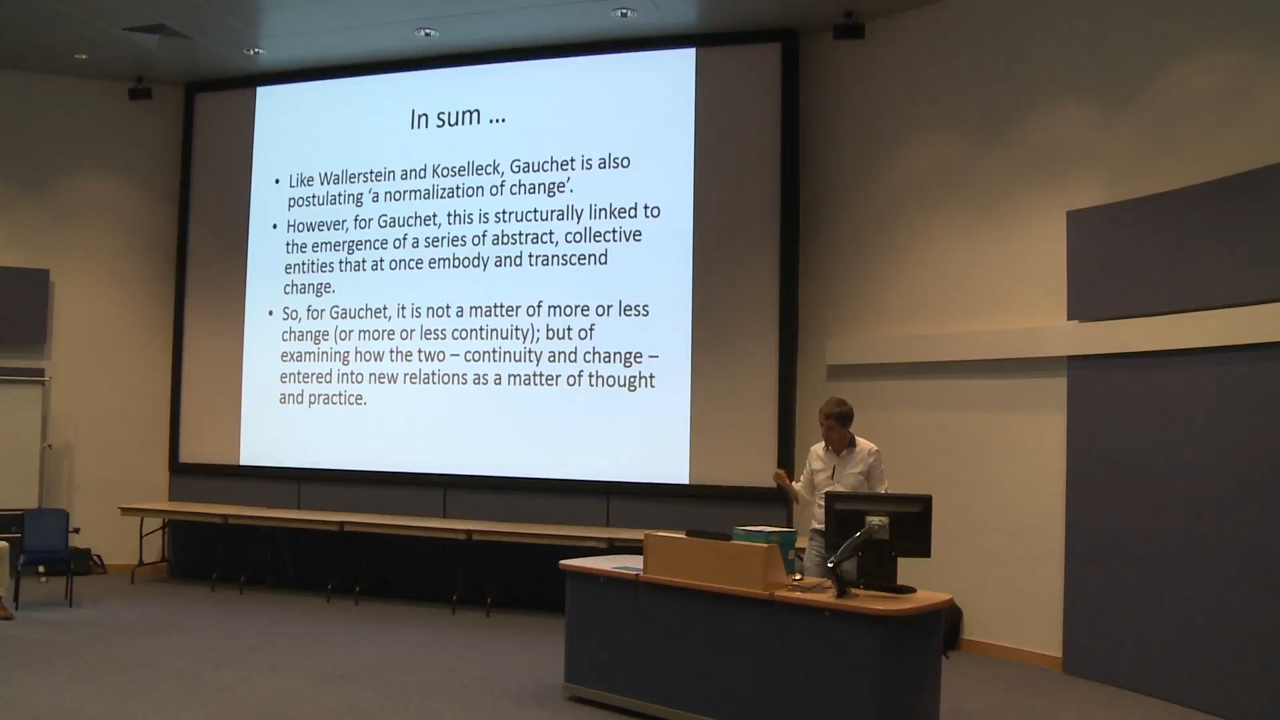 In sum ...
• Like Wallerstein and Koselleck, Gauchet is also
postulating ‘a normalization of change’.
• However, for Gauchet, this is structurally linked to
the emergence of a series of abstract, collective
entities that at once embody and transcend
change.
• So, for Gauchet, it is not a matter of more or less
change (or more or less continuity); but of
examining how the two – continuity and change –
entered into new relations as a matter of thought
and practice.